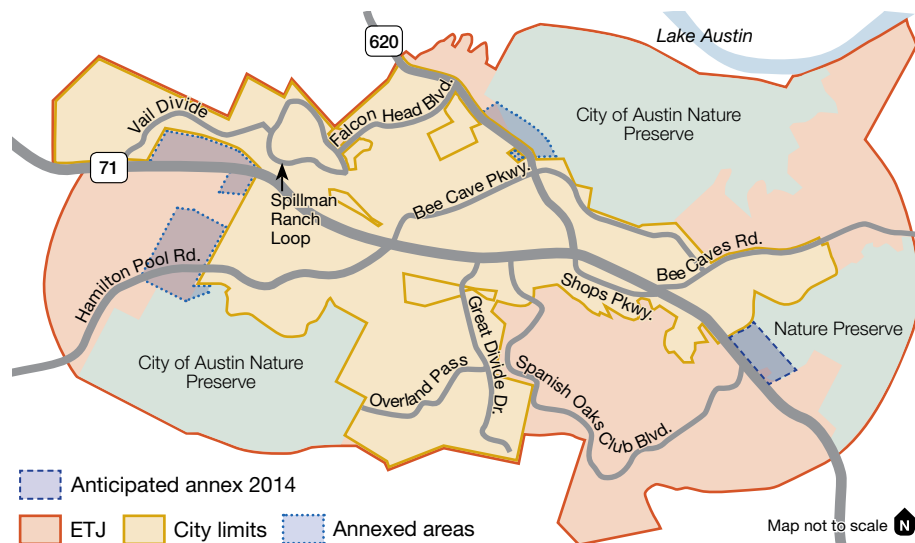 620
Lake Austin
Vail Divide
Falcon Head Blvd.
City of Austin Nature
Preserve
71
Spillman
Ranch
Loop
Bee Cave Pkwy.
Hamilton Pool Rd.
Bee Caves Rd.
Shops Pkwy.
Great Divide Dr.
Nature Preserve
City of Austin Nature
Preserve
Overland Pass
Spanish Oaks
Club Blvd.
Anticipated annex 2014
ETJ
City limits
Annexed areas
Map not to scale
N